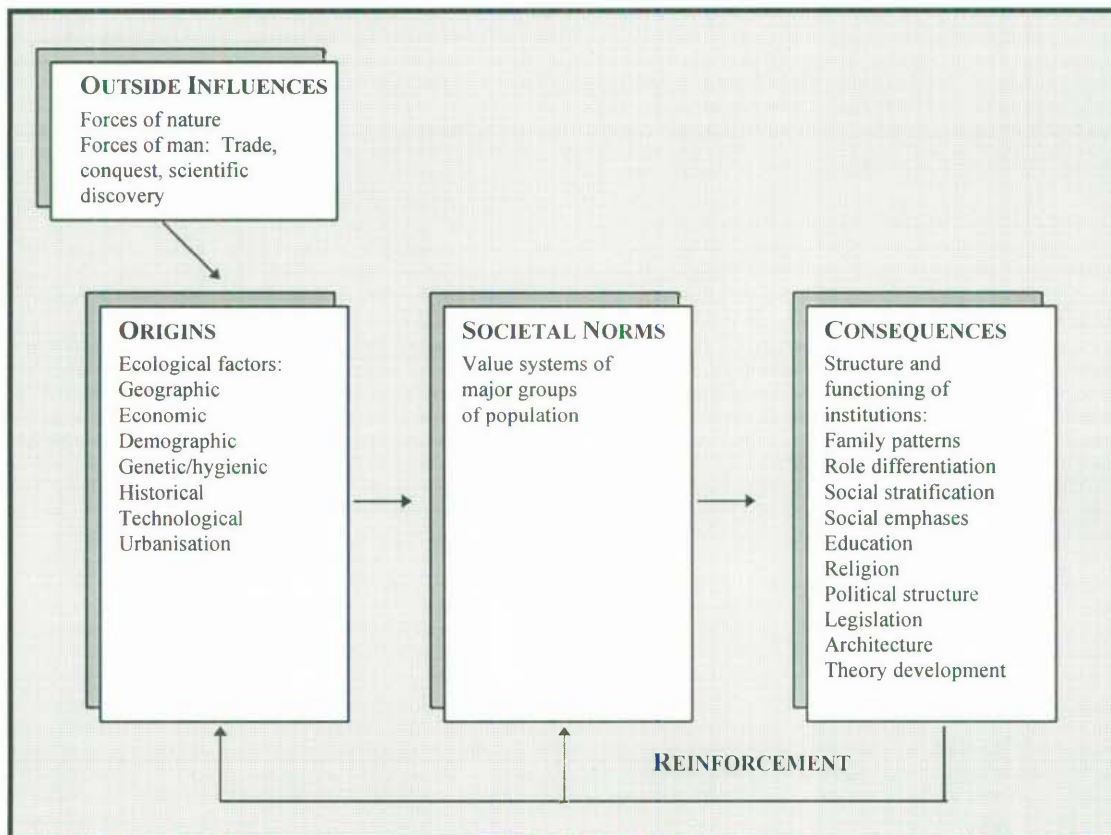 OUTSIDE INFLUENCES
Forces of nature
Forces of man: Trade,
conquest, scientific
discovery
ORIGINS
Ecological factors:
Geographic
Economic
Demographic
Genetic/hygienic
Historical
Technological
Urbanisation
SOCIETAL NORMS
Value systems of
major groups
of population
CONSEQUENCES
Structure and
functioning of
institutions:
Family patterns
Role differentiation
Social stratification
Social emphases
Education
Religion
Political structure
Legislation
Architecture
Theory development
REINFORCEMENT